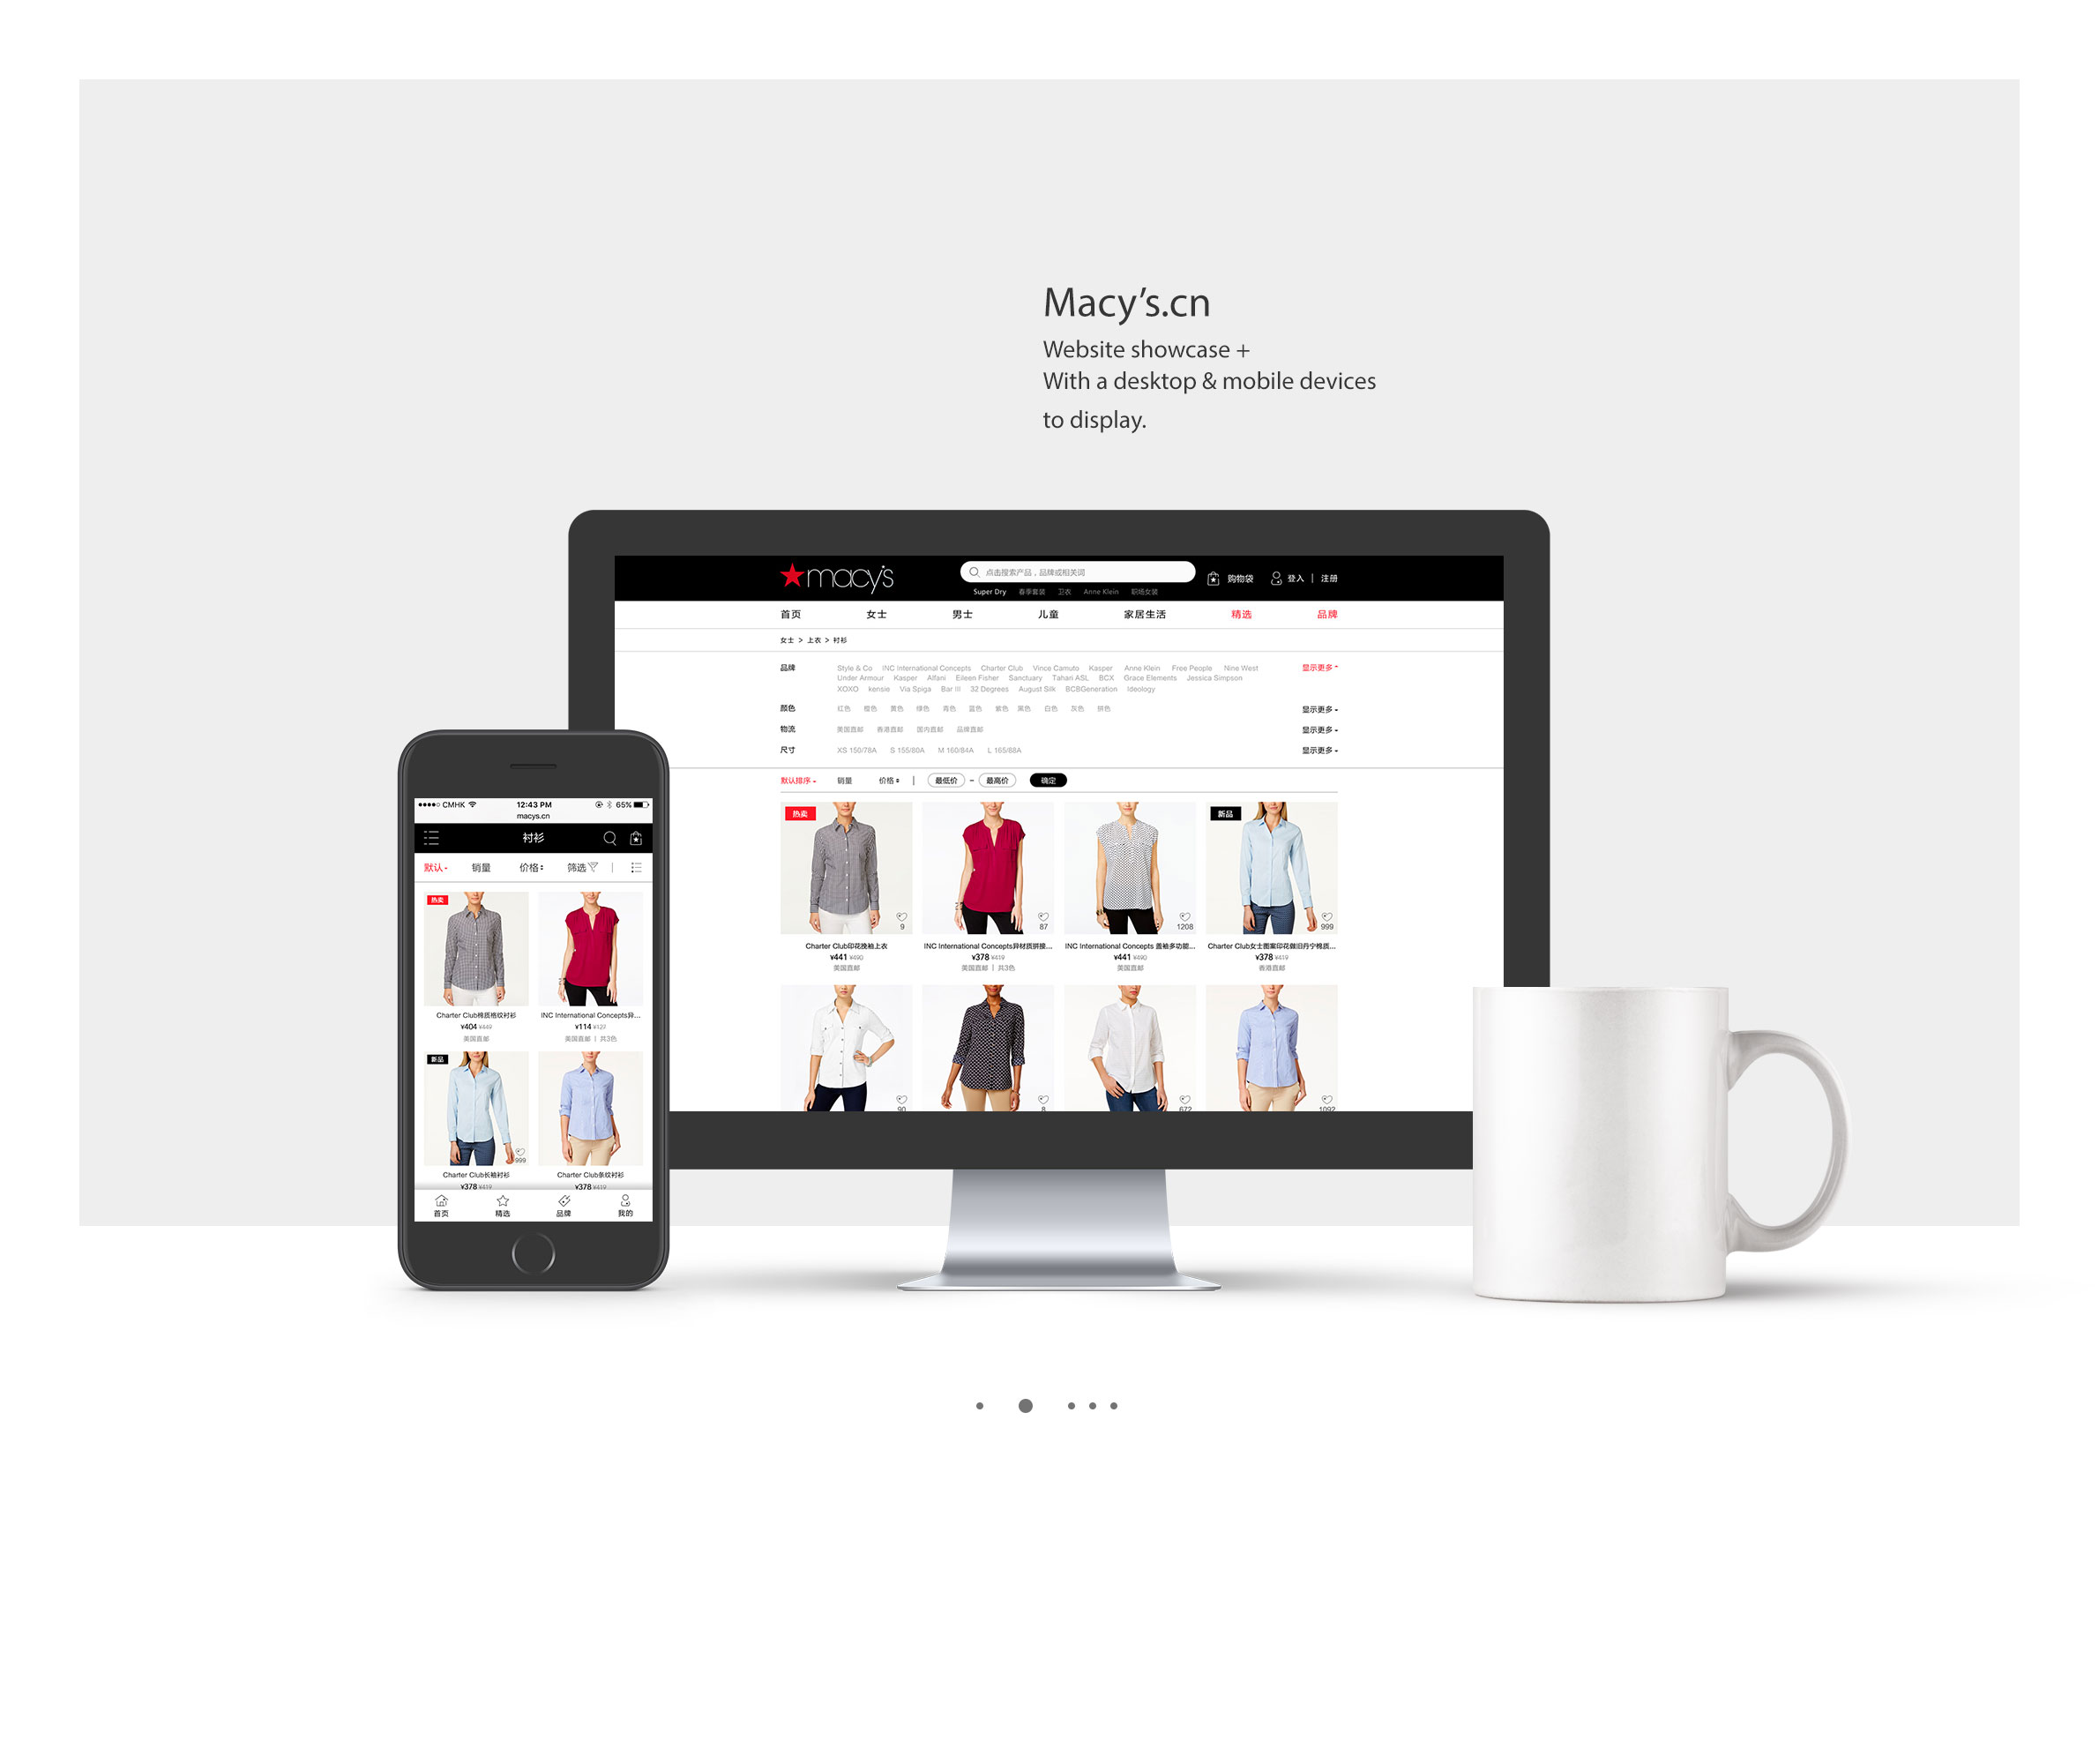 Macy’s.cn
Website showcase +
With a desktop & mobile devices
to display.
macy's
点击搜索产品，品牌或相关词
购物袋
登入 | 注册
Super Dry 春季套装 卫衣 Anne Klein 职场女装
首页 女士 男士 儿童 家居生活 精选 品牌
女士 > 上衣 > 衬衫
品牌 Style & Co INC International Concepts Charter Club Vince Camuto Kasper Anne Klein Free People Nine West 显示更多
Under Armour Kasper Alfani Eileen Fisher Sanctuary Tahari ASL BCX Grace Elements Jessica Simpson
XOXO kensie Via Spiga Bar III 32 Degrees August Silk BCBGeneration Ideology
颜色 红色 橙色 黄色 绿色 青色 蓝色 紫色 黑色 白色 灰色 拼色 显示更多
物流 美国直邮 香港直邮 国内直邮 品牌直邮 显示更多
尺寸 XS 150/78A S 155/80A M 160/84A L 165/88A 显示更多
默认排序 销量 价格 | 最低价 - 最高价 确定
热卖 新品
9 87 1208 999
Charter Club印花挽袖上衣 INC International Concepts异材质拼接... INC International Concepts 盖袖多功能... Charter Club女士图案印花做旧丹宁棉质...
¥441 ¥490 ¥378 ¥419 ¥441 ¥490 ¥378 ¥419
美国直邮 美国直邮 | 共3色 美国直邮 香港直邮
90 8 672 1092
CMHK 12:43 PM 65%
macys.cn
衬衫
默认 销量 价格 筛选 |
热卖
Charter Club棉质格纹衬衫 INC International Concepts异...
¥404 ¥449 ¥114 ¥127
美国直邮 美国直邮 | 共3色
新品
999
Charter Club长袖衬衫 Charter Club条纹衬衫
¥378 ¥419 ¥378 ¥419
首页 精选 品牌 我的